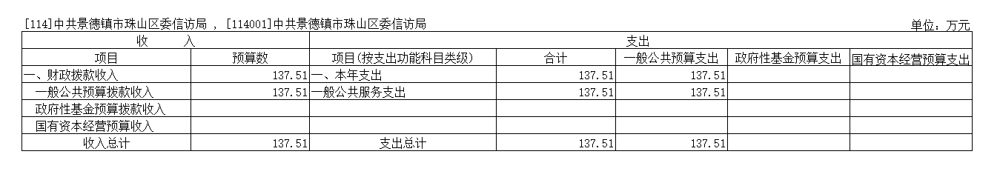 [114]中共景德镇市珠山区委信访局 , [114001]中共景德镇市珠山区委信访局 单位：万元
收 入 支出
项目 预算数 项目(按支出功能科目类级) 合计 一般公共预算支出 政府性基金预算支出 国有资本经营预算支出
一、财政拨款收入 137.51 一、本年支出 137.51 137.51
一般公共预算拨款收入 137.51 一般公共服务支出 137.51 137.51
政府性基金预算拨款收入
国有资本经营预算收入
收入总计 137.51 支出总计 137.51 137.51